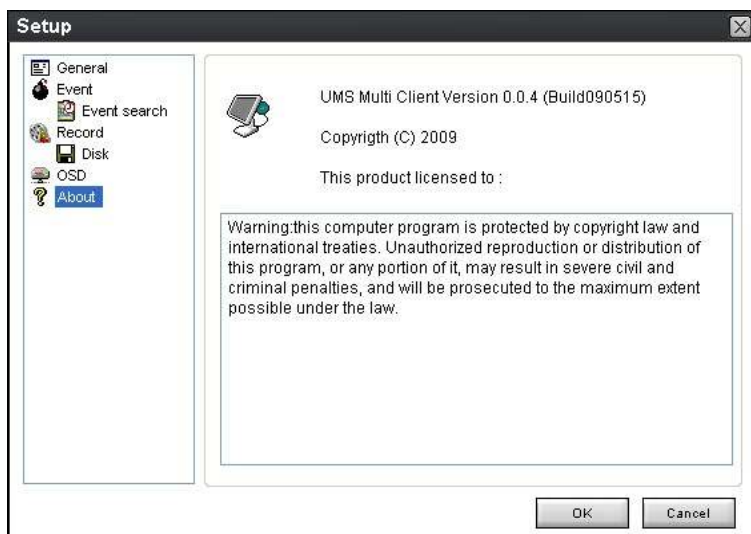 Setup
General
Event
Event search
Record
Disk
OSD
About
UMS Multi Client Version 0.0.4 (Build090515)
Copyrigth (C) 2009
This product licensed to :
Warning:this computer program is protected by copyright law and
international treaties. Unauthorized reproduction or distribution of
this program, or any portion of it, may result in severe civil and
criminal penalties, and will be prosecuted to the maximum extent
possible under the law.
OK
Cancel